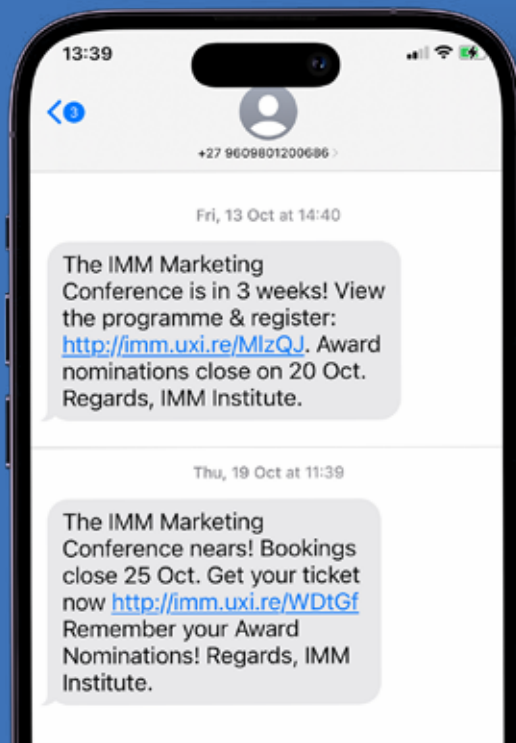 13:39
3
+27 9609801200686 >
Fri, 13 Oct at 14:40
The IMM Marketing
Conference is in 3 weeks! View
the programme & register:
http://imm.uxi.re/MlzQJ. Award
nominations close on 20 Oct.
Regards, IMM Institute.
Thu, 19 Oct at 11:39
The IMM Marketing
Conference nears! Bookings
close 25 Oct. Get your ticket
now http://imm.uxi.re/WDtGf
Remember your Award
Nominations! Regards, IMM
Institute.